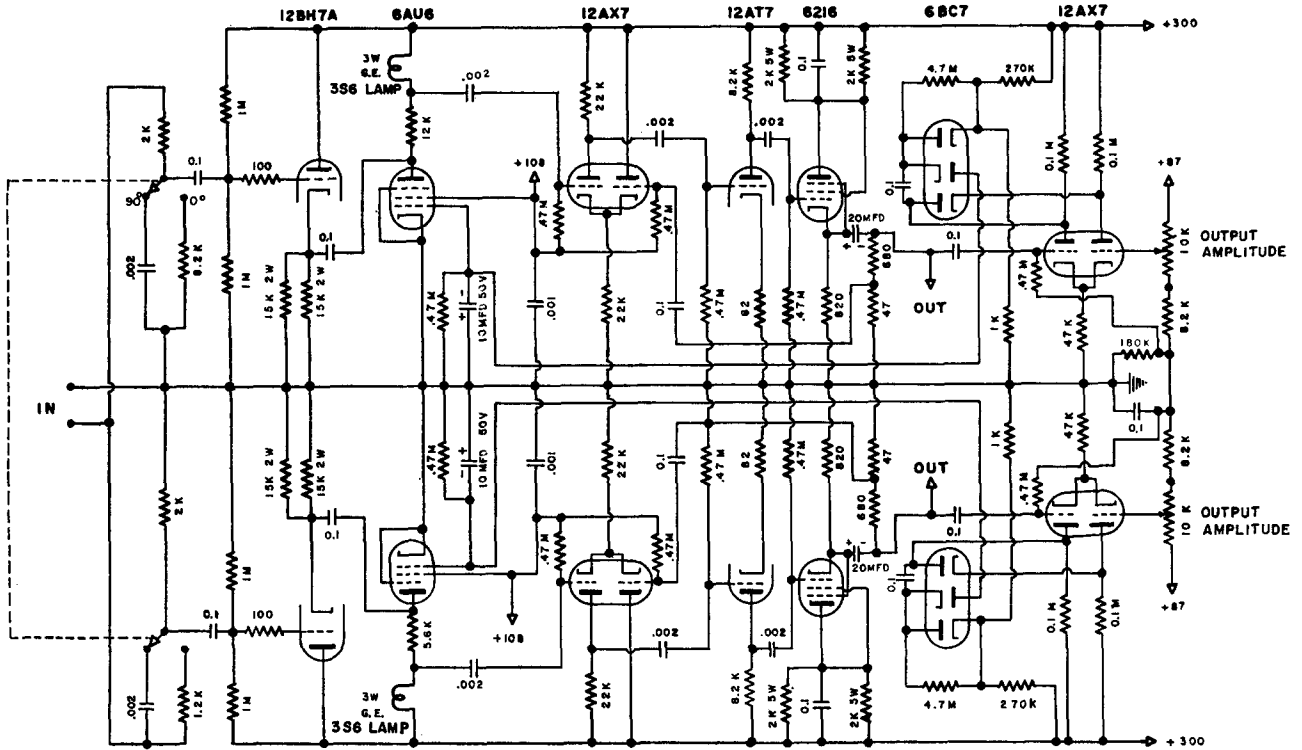 12BH7A 6AU6 12AX7 12AT7 6216 6BC7 12AX7
+300
3W
G.E.
3S6 LAMP
.002
2K
1M
12K
22K
.002
8.2K
.002
2K 5W
0.1
2K 5W
4.7M
270K
0.1M
0.1M
+87
0.1
100
+108
90°
0°
.47M
.47M
0.1
20MFD
+ -
0.1
10K
OUTPUT
AMPLITUDE
.002
8.2K
1M
0.1
680
OUT
.47M
15K 2W
15K 2W
.47M
- +
10MFD 50V
.001
22K
0.1
.47M
82
.47M
820
47
1K
47K
8.2K
180K
IN
2K
15K 2W
15K 2W
.47M
+ -
10MFD 50V
.001
22K
0.1
.47M
82
.47M
820
47
1K
47K
0.1
8.2K
OUT
680
.47M
10K
OUTPUT
AMPLITUDE
0.1
.47M
.47M
+ -
20MFD
0.1
1M
0.1
100
+108
0.1
+87
5.6K
.002
.002
.002
0.1M
0.1M
.002
1.2K
1M
3W
G.E.
3S6 LAMP
22K
8.2K
2K 5W
0.1
2K 5W
4.7M
270K
+300